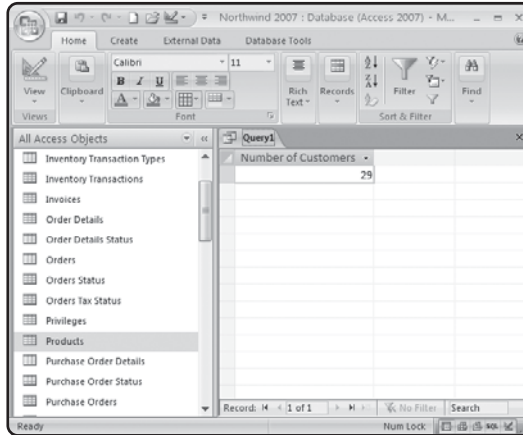 Northwind 2007 : Database (Access 2007) - M...
Home Create External Data Database Tools
View
Clipboard
Calibri 11
B I U
A
Rich Text
Records
Filter
Find
Views Font Sort & Filter
All Access Objects
Inventory Transaction Types
Inventory Transactions
Invoices
Order Details
Order Details Status
Orders
Orders Status
Orders Tax Status
Privileges
Products
Purchase Order Details
Purchase Order Status
Purchase Orders
Query1
Number of Customers
29
Record: 1 of 1 No Filter Search
Ready Num Lock SQL